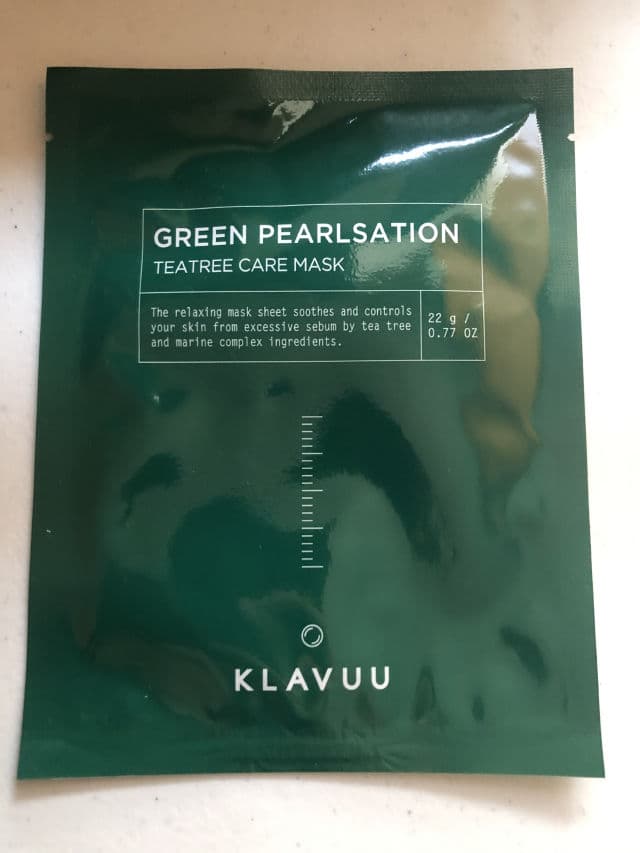 GREEN PEARLSATION
TEATREE CARE MASK
The relaxing mask sheet soothes and controls
your skin from excessive sebum by tea tree
and marine complex ingredients.
22 g /
0.77 OZ
KLAVUU